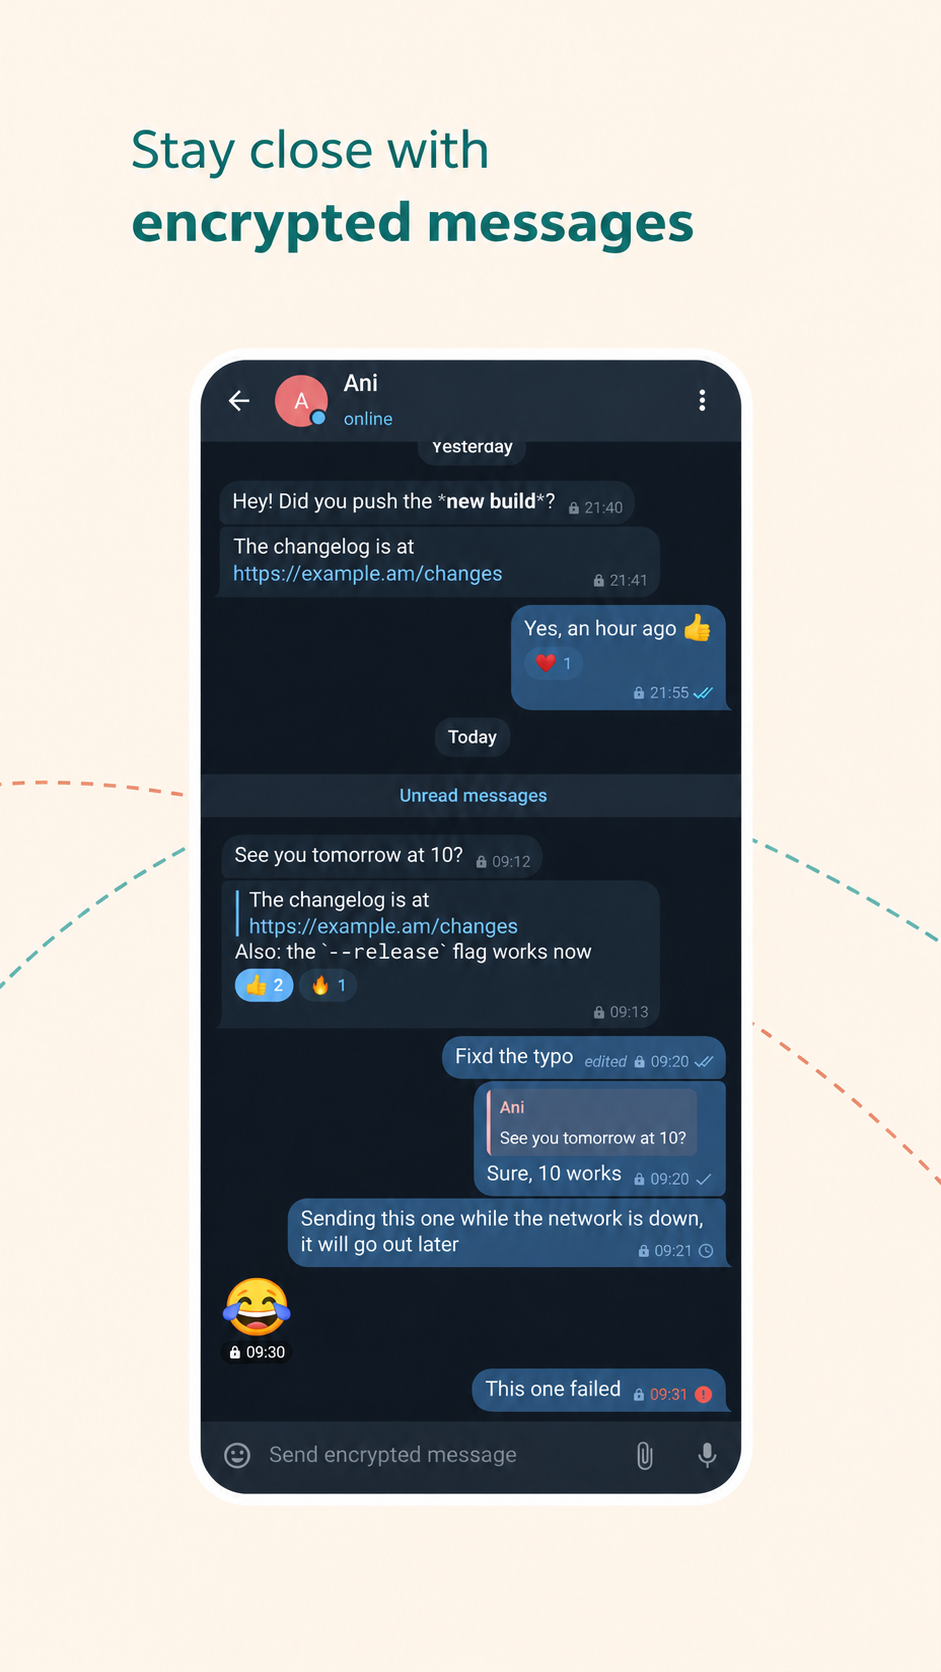 Stay close with
encrypted messages
Ani
A
online
Yesterday
Hey! Did you push the *new build*? 21:40
The changelog is at
https://example.am/changes 21:41
Yes, an hour ago 👍
❤️ 1
21:55
Today
Unread messages
See you tomorrow at 10? 09:12
The changelog is at
https://example.am/changes
Also: the `--release` flag works now
👍 2 🔥 1
09:13
Fixd the typo edited 09:20
Ani
See you tomorrow at 10?
Sure, 10 works 09:20
Sending this one while the network is down,
it will go out later 09:21
😂
09:30
This one failed 09:31
Send encrypted message